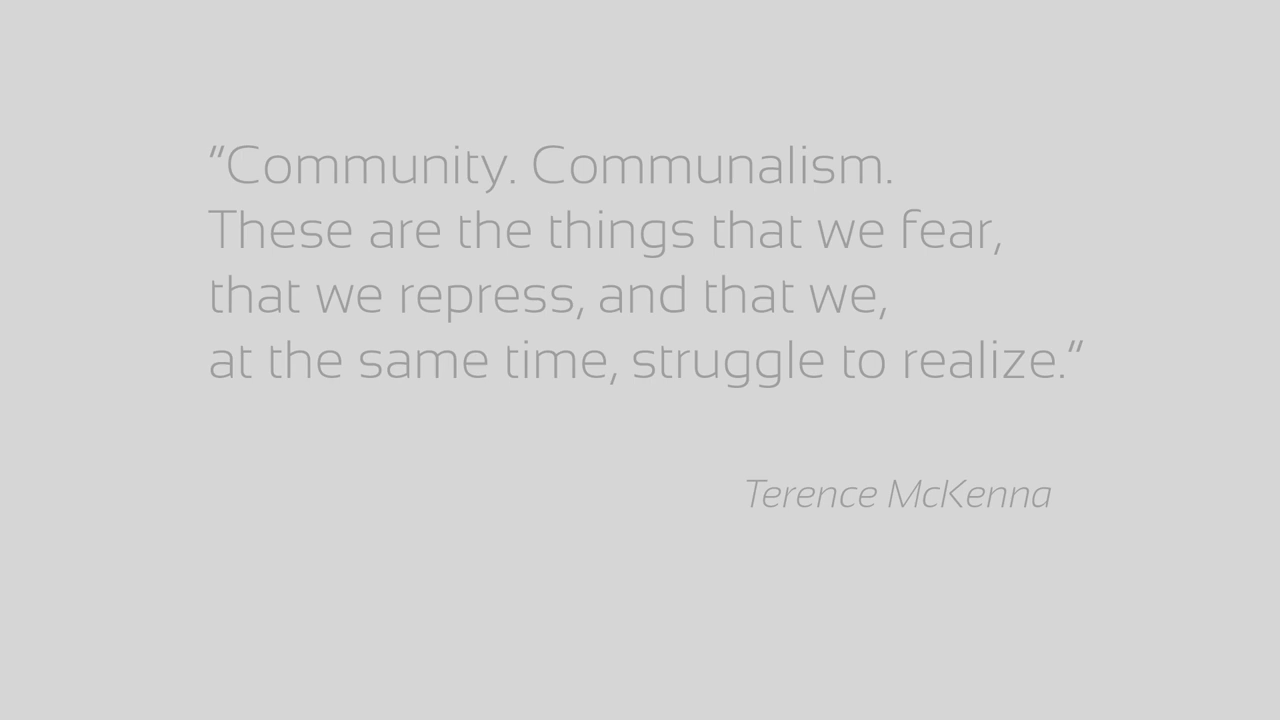 "Community. Communalism.
These are the things that we fear,
that we repress, and that we,
at the same time, struggle to realize."
Terence McKenna